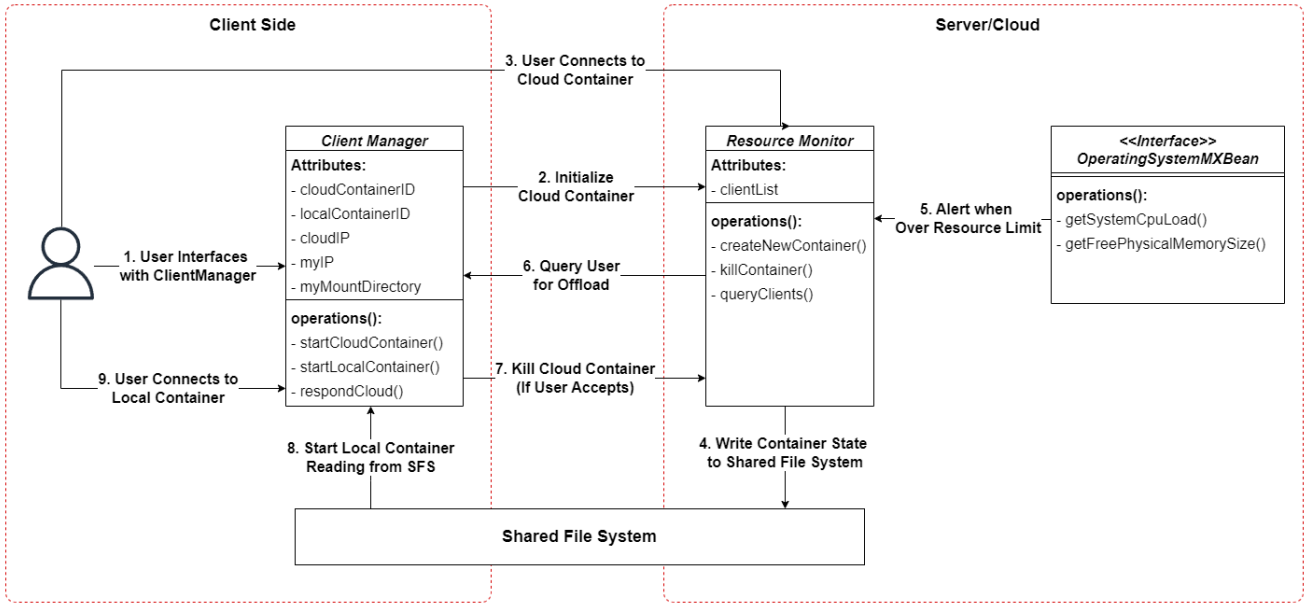 Client Side
Server/Cloud
3. User Connects to
Cloud Container
Client Manager
Attributes:
- cloudContainerID
- localContainerID
- cloudIP
- myIP
- myMountDirectory
operations():
- startCloudContainer()
- startLocalContainer()
- respondCloud()
2. Initialize
Cloud Container
Resource Monitor
Attributes:
- clientList
operations():
- createNewContainer()
- killContainer()
- queryClients()
<<Interface>>
OperatingSystemMXBean
operations():
- getSystemCpuLoad()
- getFreePhysicalMemorySize()
5. Alert when
Over Resource Limit
1. User Interfaces
with ClientManager
6. Query User
for Offload
9. User Connects to
Local Container
7. Kill Cloud Container
(If User Accepts)
8. Start Local Container
Reading from SFS
4. Write Container State
to Shared File System
Shared File System